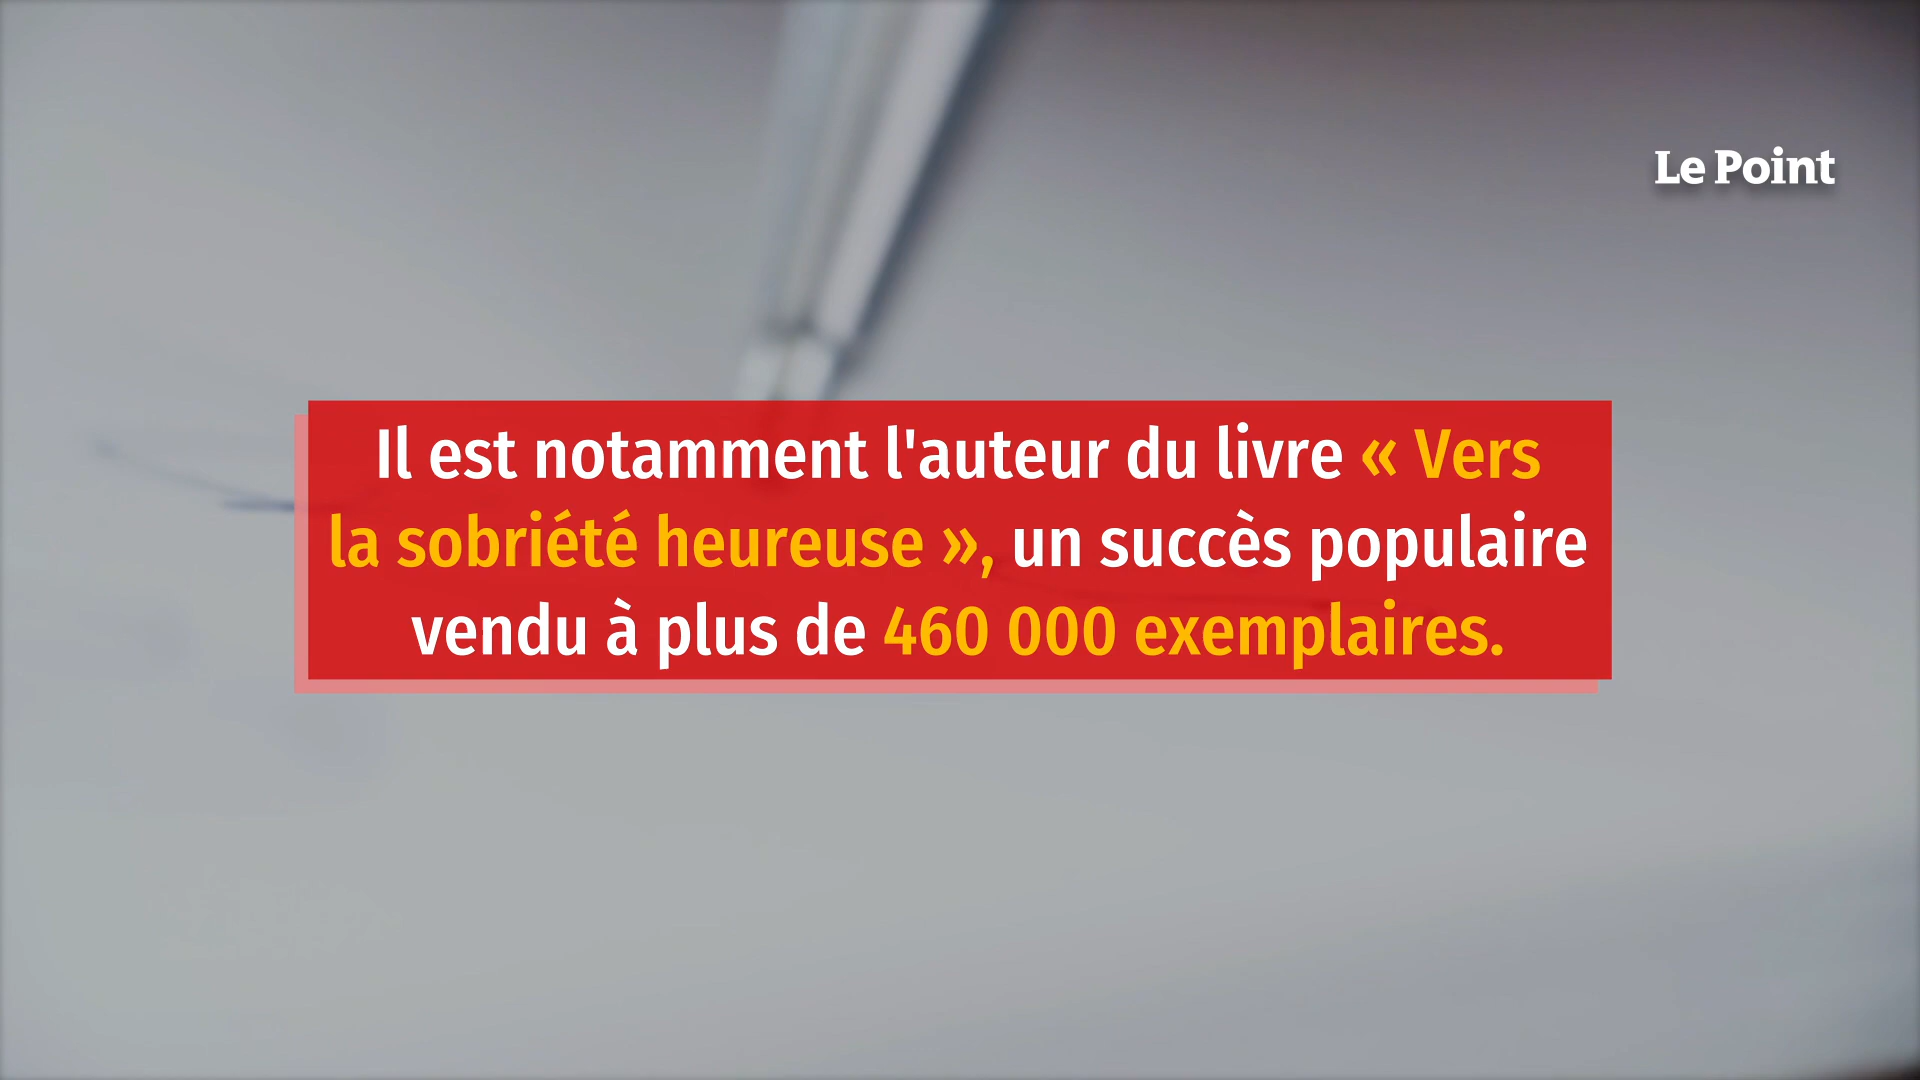 Le Point
Il est notamment l'auteur du livre « Vers
la sobriété heureuse », un succès populaire
vendu à plus de 460 000 exemplaires.